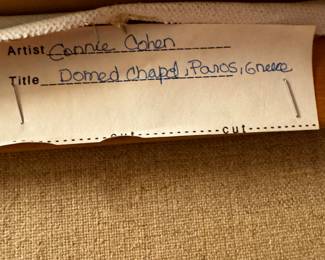 Artist Connie Cohen
Title Domed Chapel, Paros, Greece
cut cut